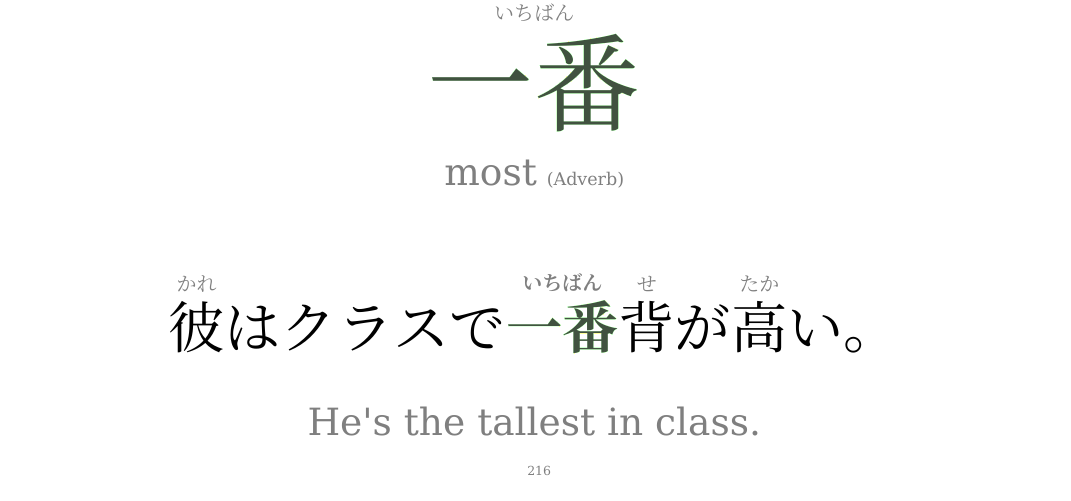 いちばん
一番
most (Adverb)
かれ いちばん せ たか
彼はクラスで一番背が高い。
He's the tallest in class.
216